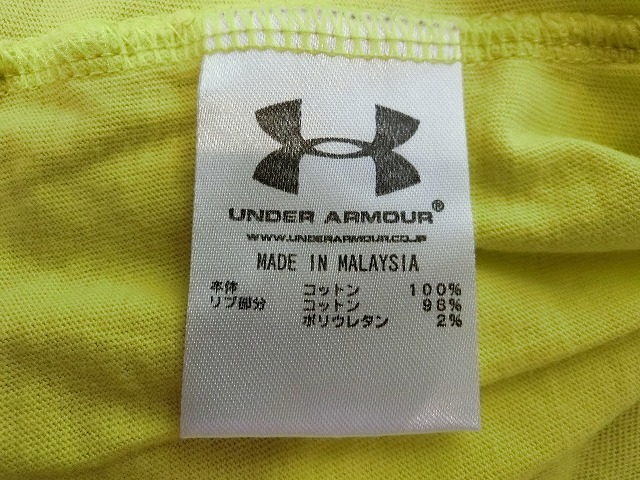 UNDER ARMOUR®
WWW.UNDERARMOUR.CO.JP
MADE IN MALAYSIA
本体 コットン 100%
リブ部分 コットン 98%
ポリウレタン 2%